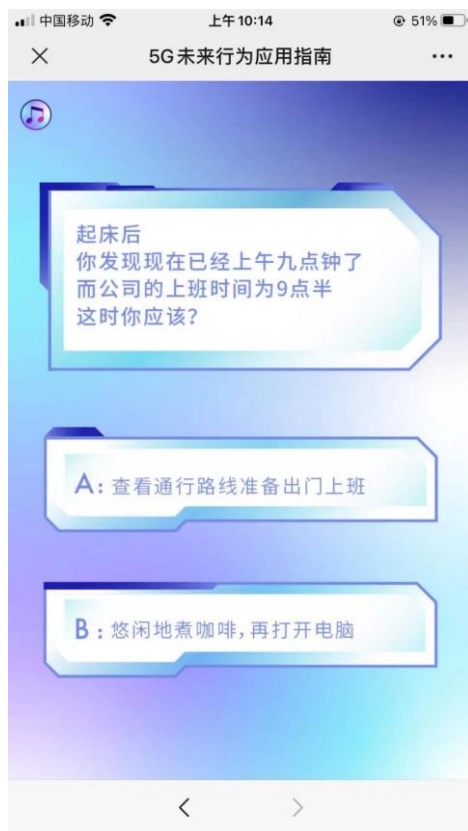 中国移动 上午10:14 51%
5G未来行为应用指南
起床后
你发现现在已经上午九点钟了
而公司的上班时间为9点半
这时你应该?
A:查看通行路线准备出门上班
B:悠闲地煮咖啡,再打开电脑